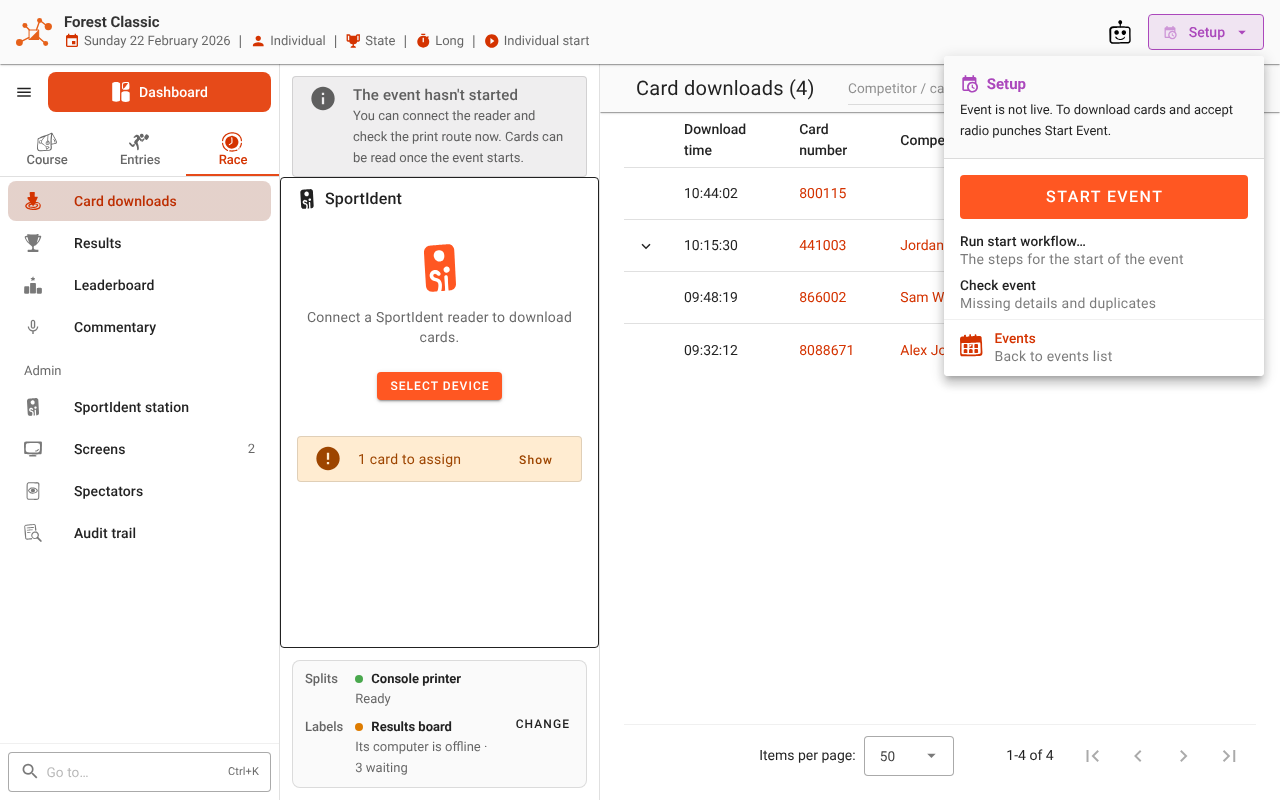 Forest Classic
Sunday 22 February 2026 | Individual | State | Long | Individual start
Setup
Dashboard
Course
Entries
Race
Card downloads
Results
Leaderboard
Commentary
Admin
SportIdent station
Screens 2
Spectators
Audit trail
Go to…
Ctrl+K
The event hasn't started
You can connect the reader and
check the print route now. Cards can
be read once the event starts.
SportIdent
Si
Connect a SportIdent reader to download
cards.
SELECT DEVICE
1 card to assign
Show
Splits
Console printer
Ready
Labels
Results board
CHANGE
Its computer is offline ·
3 waiting
Card downloads (4)
Competitor / ca
Download
time
Card
number
Compe
10:44:02 800115
10:15:30 441003 Jordan
09:48:19 866002 Sam W
09:32:12 8088671 Alex Jo
Items per page: 50
1-4 of 4
Setup
Event is not live. To download cards and accept
radio punches Start Event.
START EVENT
Run start workflow…
The steps for the start of the event
Check event
Missing details and duplicates
Events
Back to events list